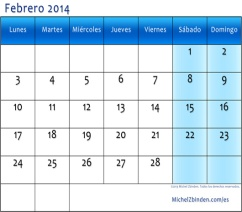 Febrero 2014
Lunes Martes Miércoles Jueves Viernes Sábado Domingo
1 2
3 4 5 6 7 8 9
10 11 12 13 14 15 16
17 18 19 20 21 22 23
24 25 26 27 28
MichelZbinden.com/es